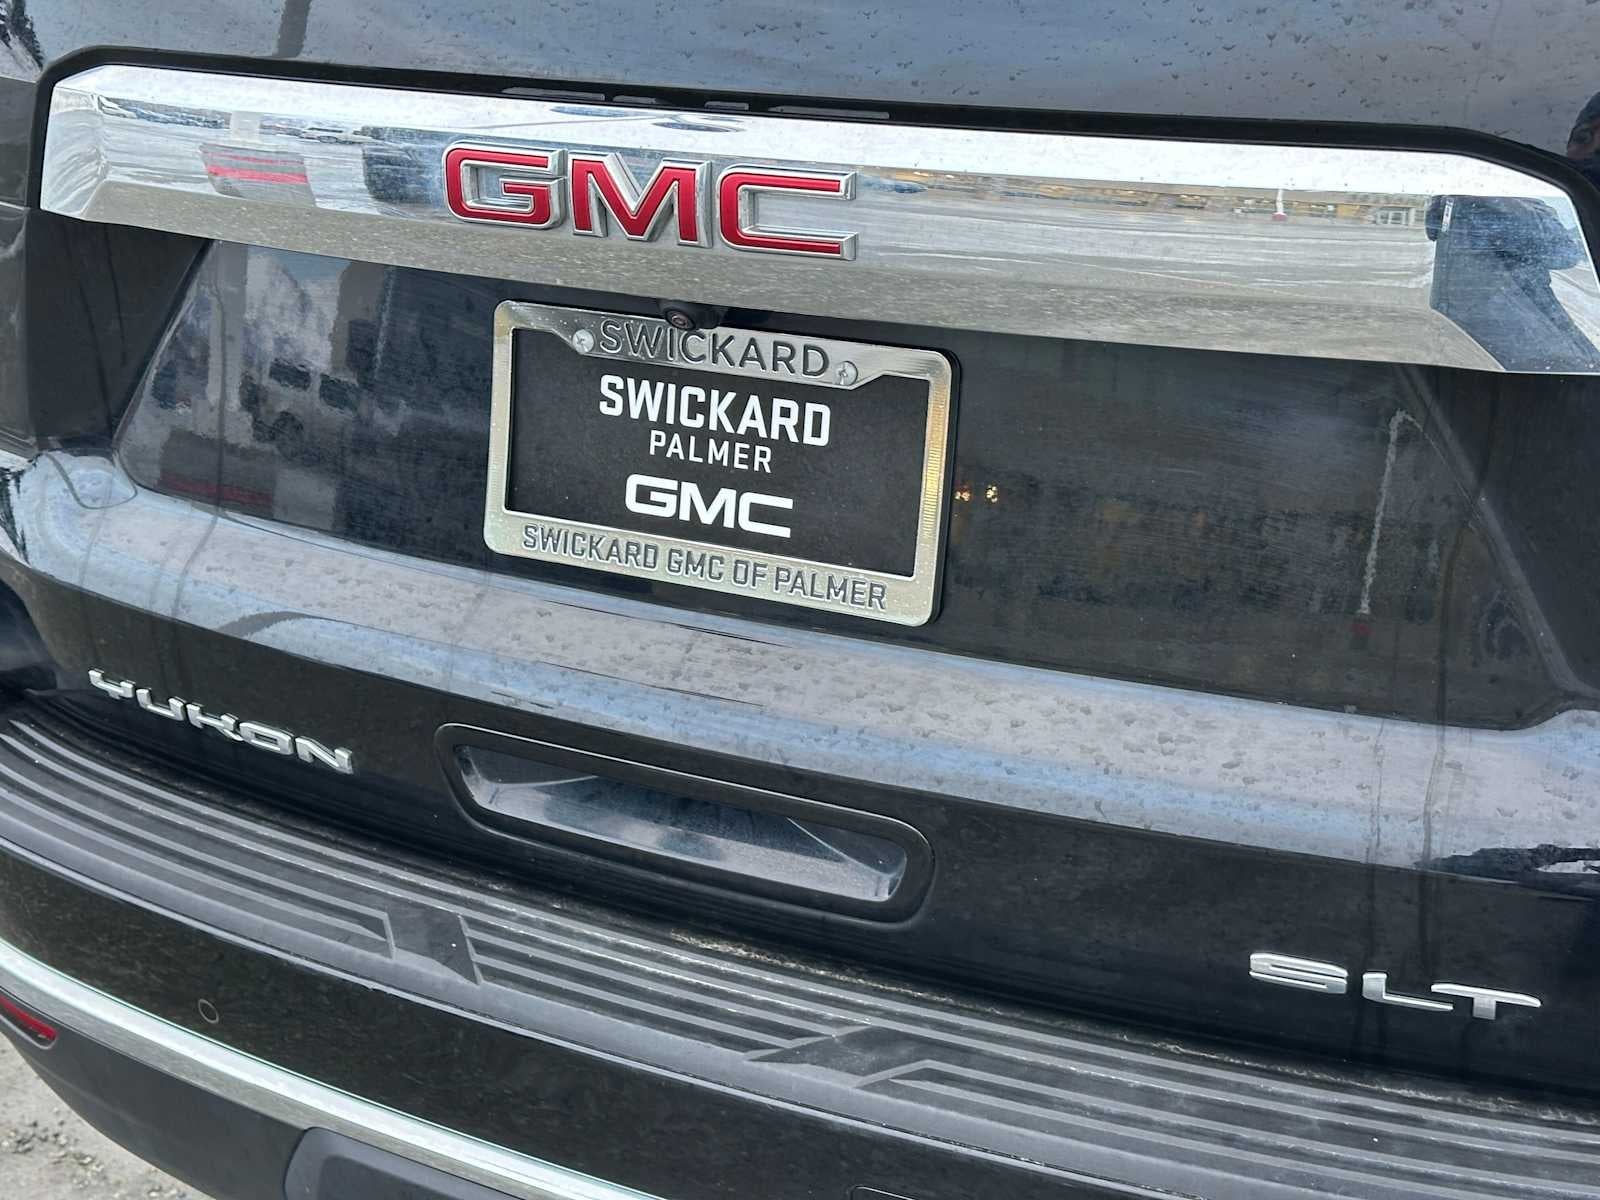 GMC
SWICKARD
SWICKARD
PALMER
GMC
SWICKARD GMC OF PALMER
YUKON
SLT